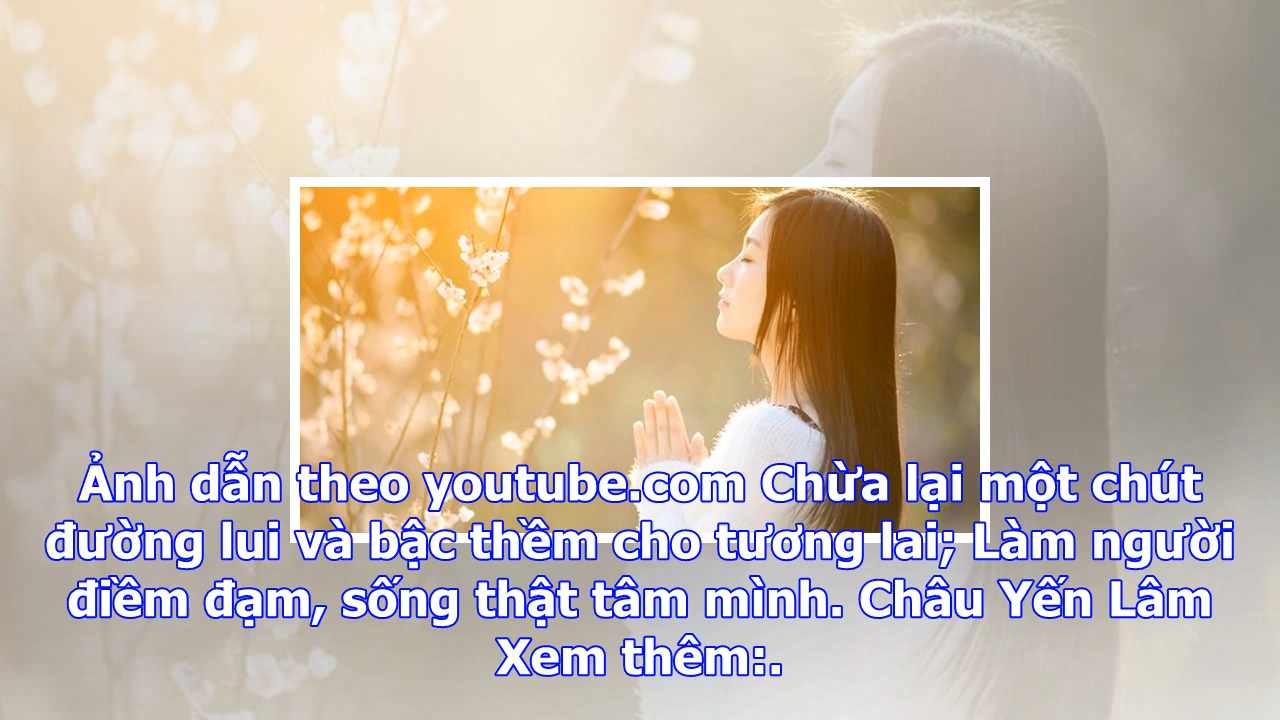 Ảnh dẫn theo youtube.com Chừa lại một chút
đường lui và bậc thềm cho tương lai; Làm người
điềm đạm, sống thật tâm mình. Châu Yến Lâm
Xem thêm:.